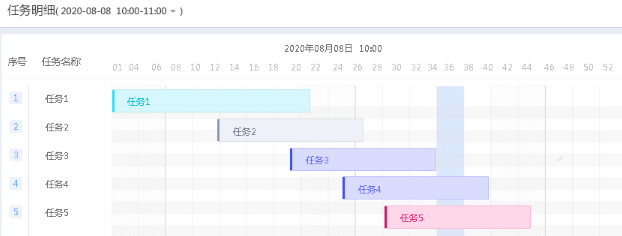 任务明细( 2020-08-08 10:00-11:00 )
2020年08月08日 10:00
序号 任务名称 01 04 06 08 10 12 14 16 18 20 22 24 26 28 30 32 34 36 38 40 42 44 46 48 50 52
1 任务1 任务1
2 任务2 任务2
3 任务3 任务3
4 任务4 任务4
5 任务5 任务5